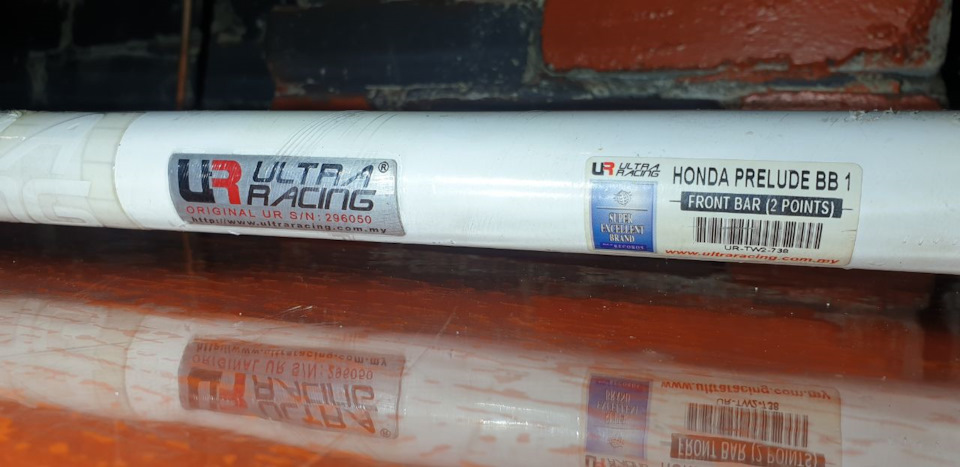 UR ULTRA RACING®
ORIGINAL UR S/N: 296050
http://www.ultraracing.com.my
UR ULTRA RACING
HONDA PRELUDE BB 1
FRONT BAR (2 POINTS)
SUPER
EXCELLENT
BRAND
UR-TW2-738
www.ultraracing.com.my